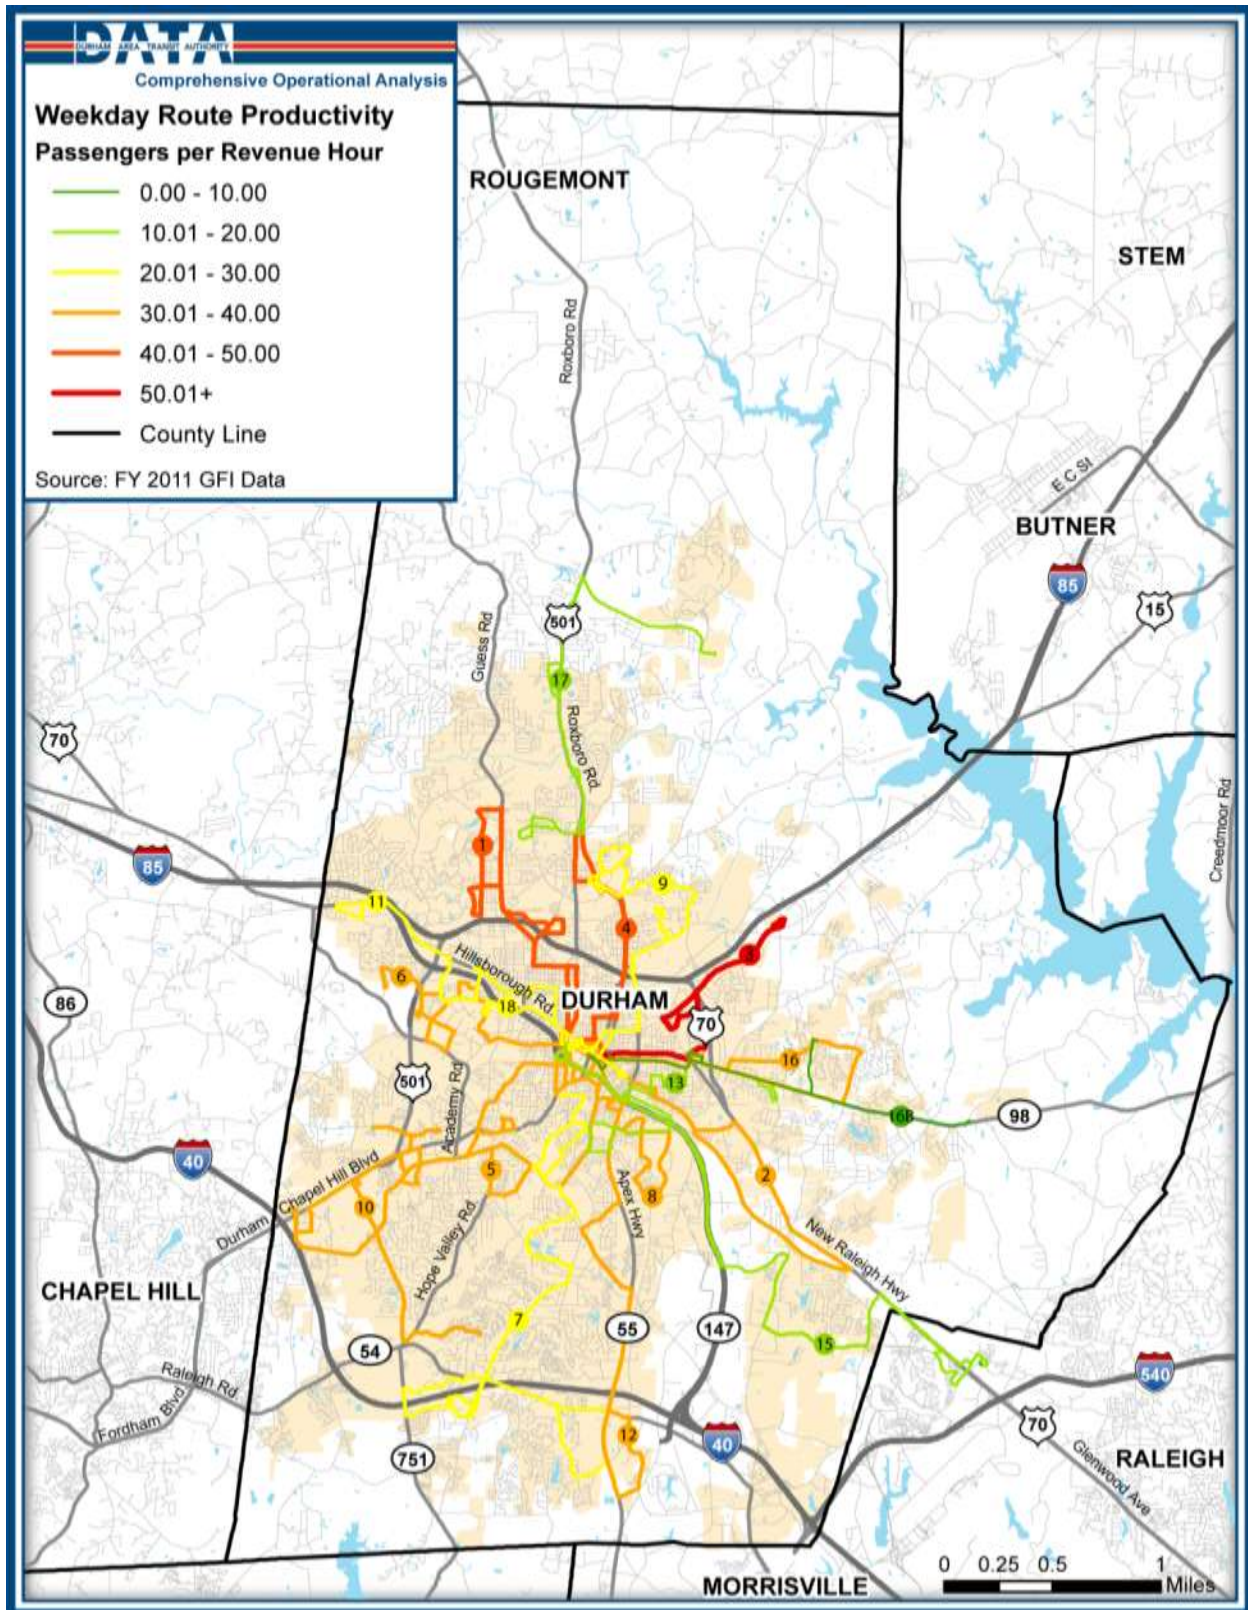 DATA
DURHAM AREA TRANSIT AUTHORITY
Comprehensive Operational Analysis
Weekday Route Productivity
Passengers per Revenue Hour
0.00 - 10.00
10.01 - 20.00
20.01 - 30.00
30.01 - 40.00
40.01 - 50.00
50.01+
County Line
Source: FY 2011 GFI Data
ROUGEMONT
STEM
Roxboro Rd
E C St
BUTNER
85
15
501
Guess Rd
17
70
Roxboro Rd.
Creedmoor Rd
1
85
9
11
4
Hillsborough Rd.
3
6
DURHAM
86
18
70
16
501
13
16B
98
Academy Rd
40
Chapel Hill Blvd
5
2
10
8
Apex Hwy
Durham
Hope Valley Rd
New Raleigh Hwy
CHAPEL HILL
7
55
147
15
54
Raleigh Rd
540
Fordham Blvd
70
12
40
751
Glenwood Ave
RALEIGH
0 0.25 0.5 1
Miles
MORRISVILLE